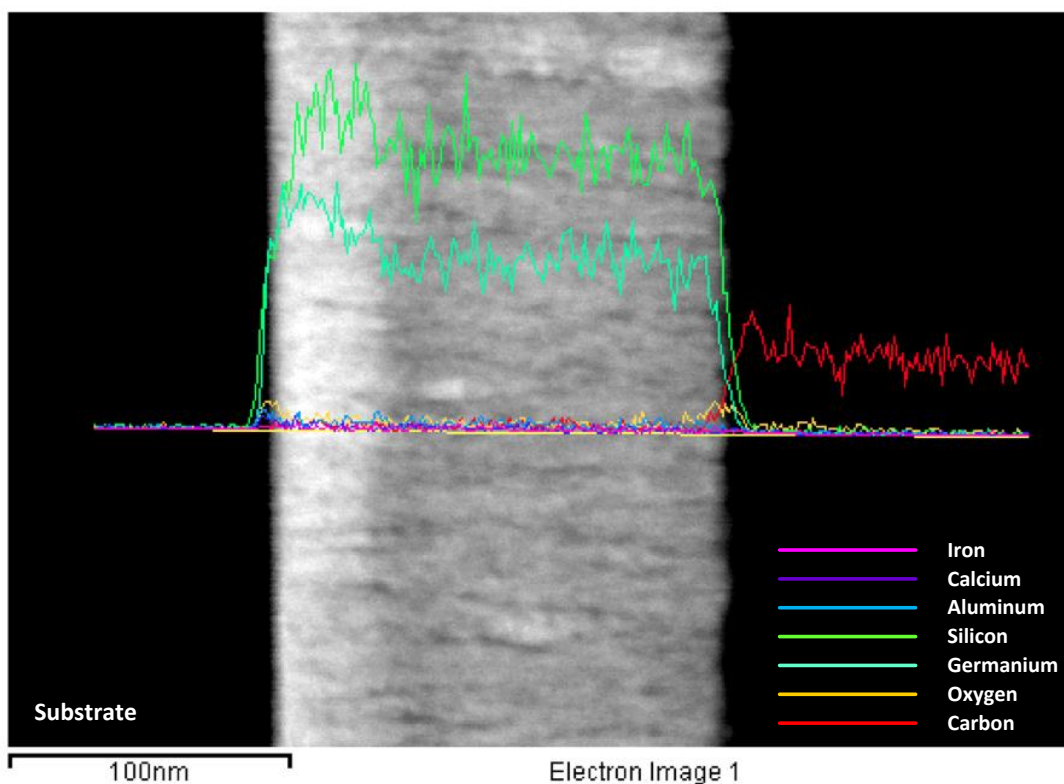 Iron
Calcium
Aluminum
Silicon
Germanium
Oxygen
Carbon
Substrate
100nm
Electron Image 1